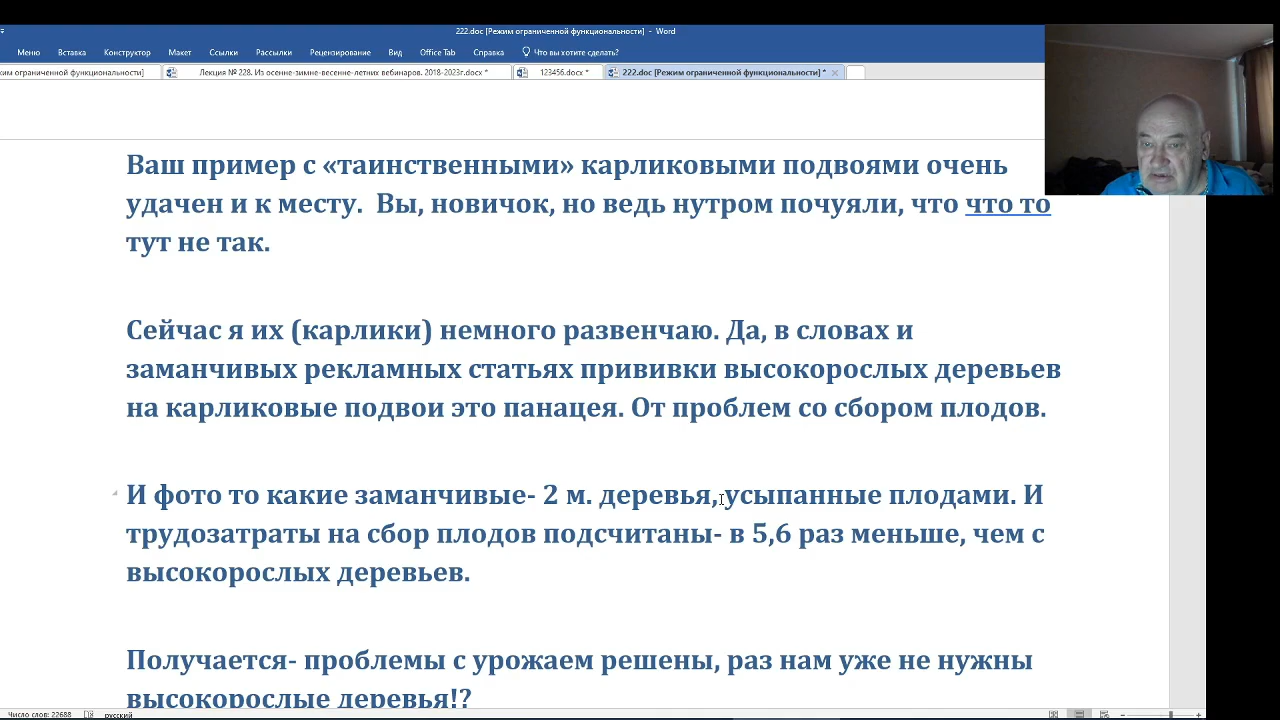 222.doc [Режим ограниченной функциональности] - Word
Меню Вставка Конструктор Макет Ссылки Рассылки Рецензирование Вид Office Tab Справка Что вы хотите сделать?
ким ограниченной функциональности] Лекция № 228. Из осенне-зимне-весенне-летних вебинаров. 2018-2023г.docx * 123456.docx * 222.doc [Режим ограниченной функциональности] *
Ваш пример с «таинственными» карликовыми подвоями очень
удачен и к месту. Вы, новичок, но ведь нутром почуяли, что что то
тут не так.
Сейчас я их (карлики) немного развенчаю. Да, в словах и
заманчивых рекламных статьях прививки высокорослых деревьев
на карликовые подвои это панацея. От проблем со сбором плодов.
И фото то какие заманчивые- 2 м. деревья, усыпанные плодами. И
трудозатраты на сбор плодов подсчитаны- в 5,6 раз меньше, чем с
высокорослых деревьев.
Получается- проблемы с урожаем решены, раз нам уже не нужны
высокорослые деревья!?
Число слов: 22688 русский